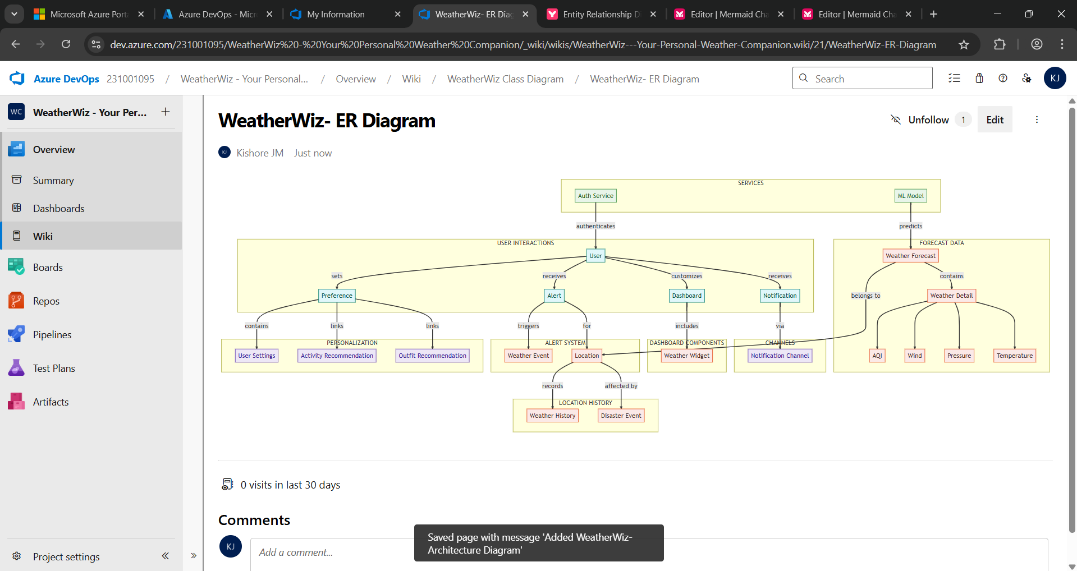 Microsoft Azure Port
Azure DevOps - Micr
My Information
WeatherWiz- ER Diag
Entity Relationship D
Editor | Mermaid Cha
Editor | Mermaid Cha
dev.azure.com/231001095/WeatherWiz%20-%20Your%20Personal%20Weather%20Companion/_wiki/wikis/WeatherWiz---Your-Personal-Weather-Companion.wiki/21/WeatherWiz-ER-Diagram
Azure DevOps 231001095 / WeatherWiz - Your Personal... / Overview / Wiki / WeatherWiz Class Diagram / WeatherWiz- ER Diagram
Search
KJ
WC WeatherWiz - Your Per... +
Overview
Summary
Dashboards
Wiki
Boards
Repos
Pipelines
Test Plans
Artifacts
Project settings
WeatherWiz- ER Diagram
Unfollow 1 Edit
KJ Kishore JM Just now
SERVICES
Auth Service ML Model
authenticates predicts
USER INTERACTIONS FORECAST DATA
User Weather Forecast
sets receives customizes receives contains
Preference Alert Dashboard Notification belongs to Weather Detail
contains links links triggers for includes via
PERSONALIZATION ALERT SYSTEM DASHBOARD COMPONENTS CHANNELS
User Settings Activity Recommendation Outfit Recommendation Weather Event Location Weather Widget Notification Channel AQI Wind Pressure Temperature
records affected by
LOCATION HISTORY
Weather History Disaster Event
0 visits in last 30 days
Comments
KJ Add a comment...
Saved page with message 'Added WeatherWiz-
Architecture Diagram'